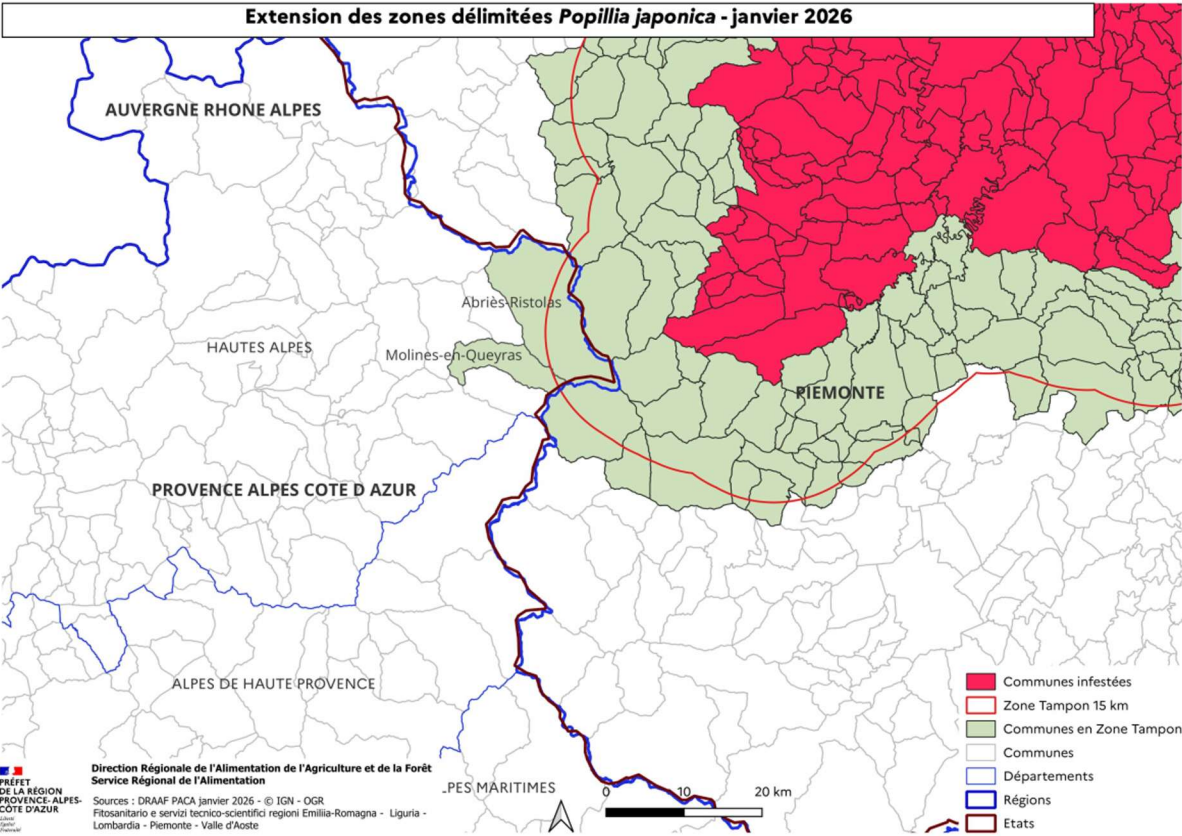 Extension des zones délimitées Popillia japonica - janvier 2026
AUVERGNE RHONE ALPES
Abriès-Ristolas
HAUTES ALPES
Molines-en-Queyras
PIEMONTE
PROVENCE ALPES COTE D AZUR
ALPES DE HAUTE PROVENCE
Communes infestées
Zone Tampon 15 km
Communes en Zone Tampon
Communes
Départements
Régions
Etats
PRÉFET
DE LA RÉGION
PROVENCE-ALPES-
CÔTE D'AZUR
Liberté
Égalité
Fraternité
Direction Régionale de l'Alimentation de l'Agriculture et de la Forêt
Service Régional de l'Alimentation
Sources : DRAAF PACA janvier 2026 - © IGN - OGR
Fitosanitario e servizi tecnico-scientifici regioni Emiliia-Romagna - Liguria -
Lombardia - Piemonte - Valle d'Aoste
PES MARITIMES
0 10 20 km